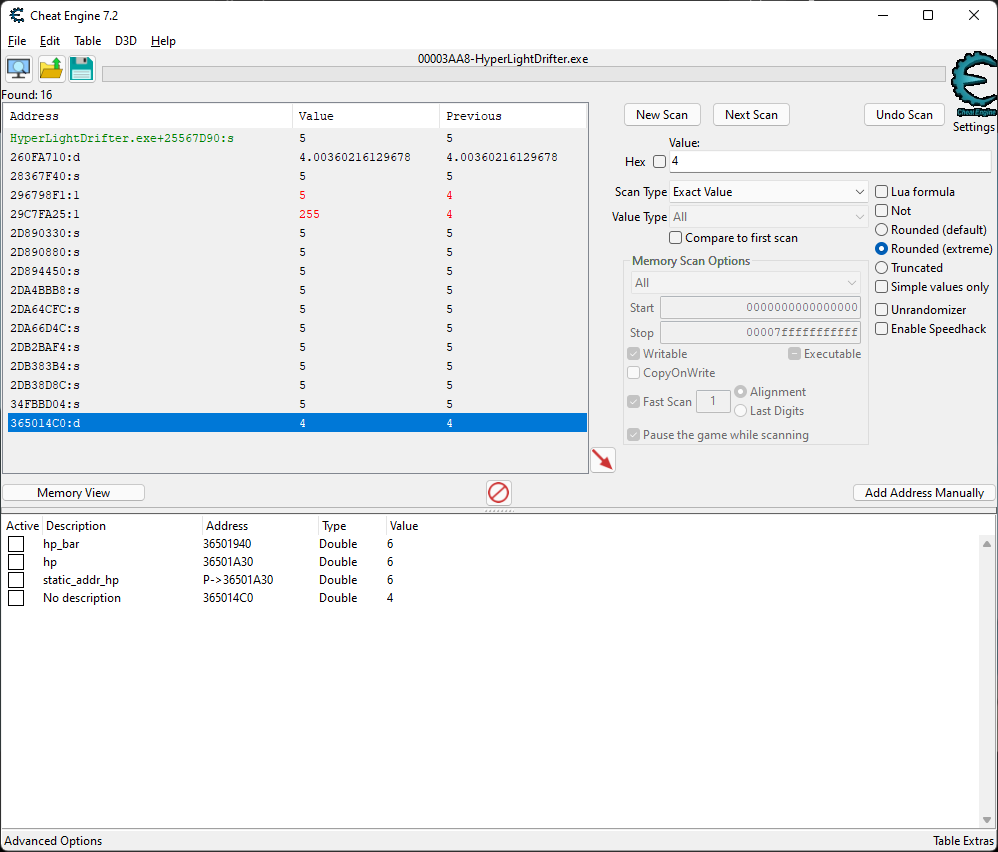 Cheat Engine 7.2
File Edit Table D3D Help
00003AA8-HyperLightDrifter.exe
Found: 16
Address Value Previous
HyperLightDrifter.exe+25567D90:s 5 5
260FA710:d 4.00360216129678 4.00360216129678
28367F40:s 5 5
296798F1:1 5 4
29C7FA25:1 255 4
2D890330:s 5 5
2D890880:s 5 5
2D894450:s 5 5
2DA4BBB8:s 5 5
2DA64CFC:s 5 5
2DA66D4C:s 5 5
2DB2BAF4:s 5 5
2DB383B4:s 5 5
2DB38D8C:s 5 5
34FBBD04:s 5 5
365014C0:d 4 4
New Scan Next Scan Undo Scan
Cheat Engine
Settings
Value:
Hex 4
Scan Type Exact Value
Value Type All
Compare to first scan
Lua formula
Not
Rounded (default)
Rounded (extreme)
Truncated
Simple values only
Unrandomizer
Enable Speedhack
Memory Scan Options
All
Start 0000000000000000
Stop 00007fffffffffff
Writable Executable
CopyOnWrite
Fast Scan 1 Alignment
Last Digits
Pause the game while scanning
Memory View Add Address Manually
Active Description Address Type Value
hp_bar 36501940 Double 6
hp 36501A30 Double 6
static_addr_hp P->36501A30 Double 6
No description 365014C0 Double 4
Advanced Options Table Extras